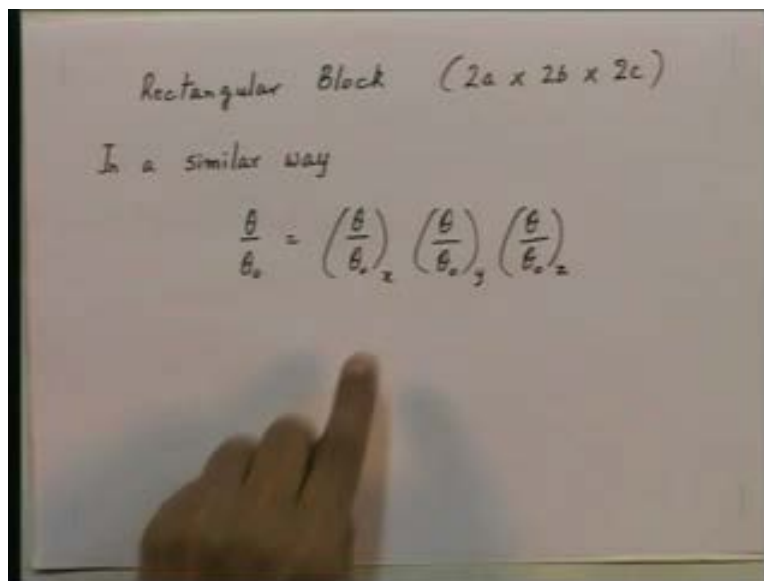 Rectangular Block (2a x 2b x 2c)
In a similar way
θ/θ₀ = (θ/θ₀)ₓ (θ/θ₀)ᵧ (θ/θ₀)_z